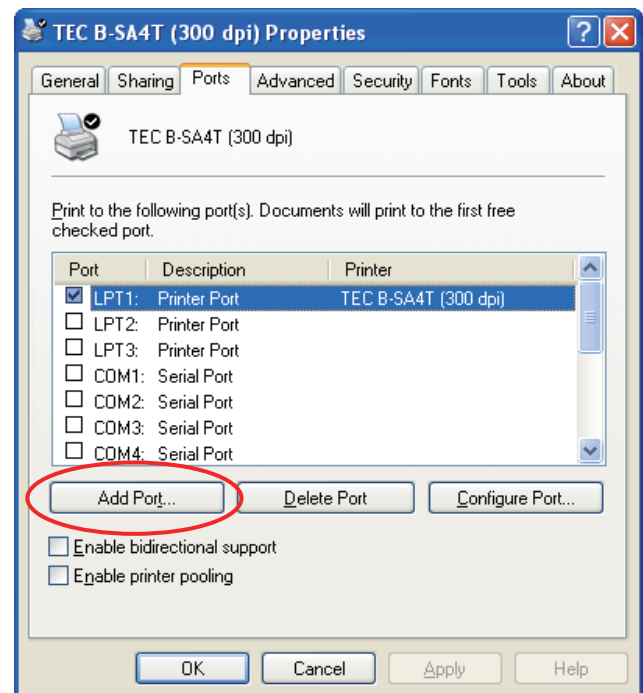 TEC B-SA4T (300 dpi) Properties
General Sharing Ports Advanced Security Fonts Tools About
TEC B-SA4T (300 dpi)
Print to the following port(s). Documents will print to the first free
checked port.
Port Description Printer
LPT1: Printer Port TEC B-SA4T (300 dpi)
LPT2: Printer Port
LPT3: Printer Port
COM1: Serial Port
COM2: Serial Port
COM3: Serial Port
COM4: Serial Port
Add Port... Delete Port Configure Port...
Enable bidirectional support
Enable printer pooling
OK Cancel Apply Help